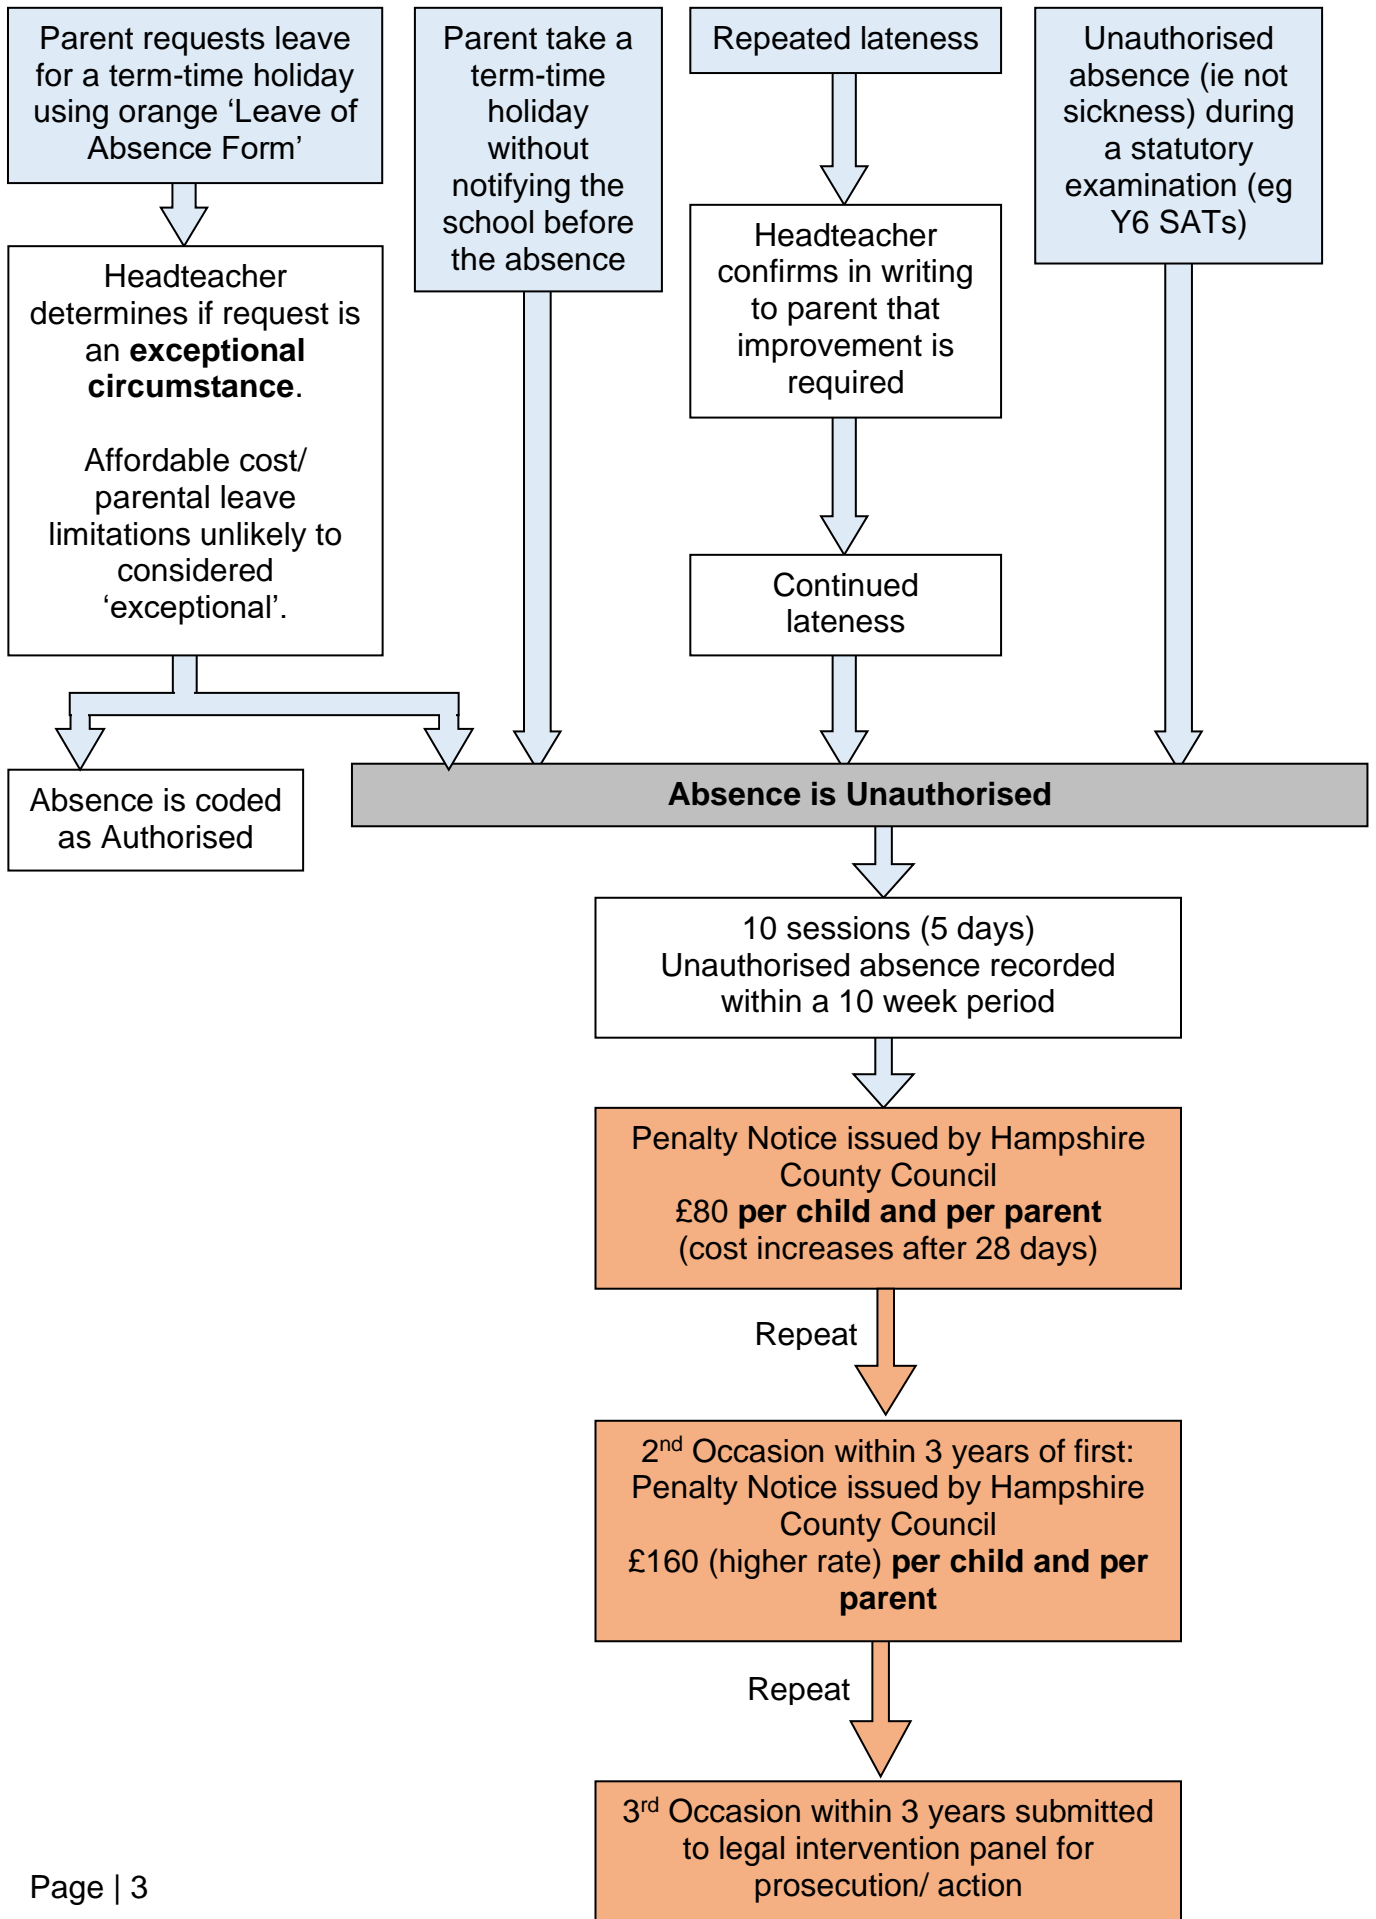 Parent requests leave
for a term-time holiday
using orange ‘Leave of
Absence Form’
Parent take a
term-time
holiday
without
notifying the
school before
the absence
Repeated lateness
Unauthorised
absence (ie not
sickness) during
a statutory
examination (eg
Y6 SATs)
Headteacher
determines if request is
an exceptional
circumstance.
Affordable cost/
parental leave
limitations unlikely to
considered
‘exceptional’.
Headteacher
confirms in writing
to parent that
improvement is
required
Continued
lateness
Absence is coded
as Authorised
Absence is Unauthorised
10 sessions (5 days)
Unauthorised absence recorded
within a 10 week period
Penalty Notice issued by Hampshire
County Council
£80 per child and per parent
(cost increases after 28 days)
Repeat
2nd Occasion within 3 years of first:
Penalty Notice issued by Hampshire
County Council
£160 (higher rate) per child and per
parent
Repeat
3rd Occasion within 3 years submitted
to legal intervention panel for
prosecution/ action
Page | 3